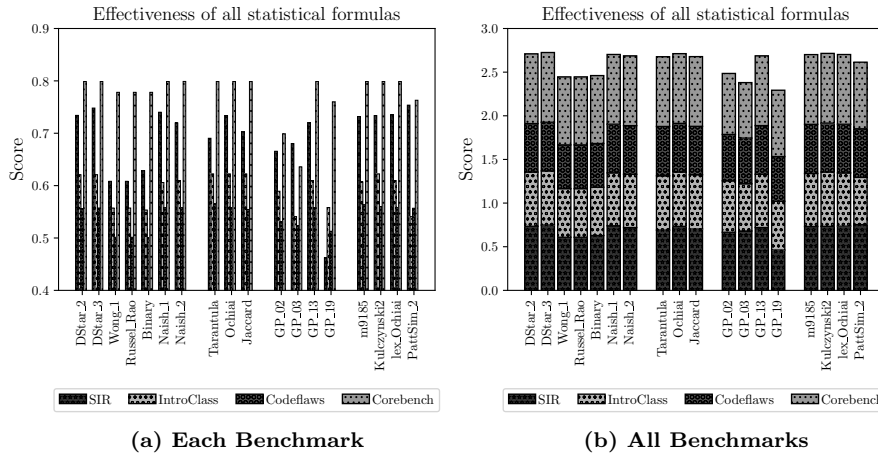 Effectiveness of all statistical formulas
Score
0.9
0.8
0.7
0.6
0.5
0.4
DStar_2
DStar_3
Wong_1
Russel_Rao
Binary
Naish_1
Naish_2
Tarantula
Ochiai
Jaccard
GP_02
GP_03
GP_13
GP_19
m9185
Kulczynski2
lex_Ochiai
PattSim_2
SIR IntroClass Codeflaws Corebench
(a) Each Benchmark
Effectiveness of all statistical formulas
Score
3.0
2.5
2.0
1.5
1.0
0.5
0.0
DStar_2
DStar_3
Wong_1
Russel_Rao
Binary
Naish_1
Naish_2
Tarantula
Ochiai
Jaccard
GP_02
GP_03
GP_13
GP_19
m9185
Kulczynski2
lex_Ochiai
PattSim_2
SIR IntroClass Codeflaws Corebench
(b) All Benchmarks